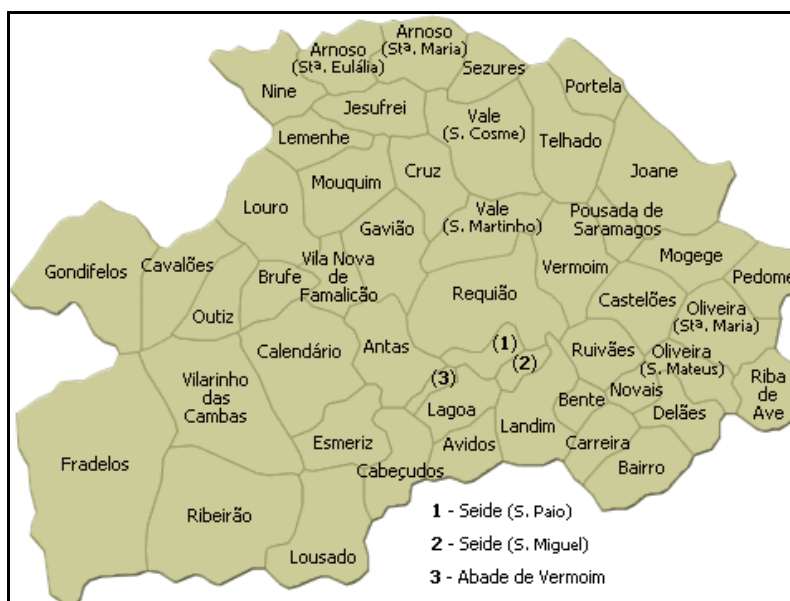 Arnoso
(Stª. Eulália)
Arnoso
(Stª. Maria)
Sezures
Portela
Nine
Jesufrei
Vale
(S. Cosme)
Telhado
Lemenhe
Cruz
Joane
Mouquim
Louro
Gavião
Vale
(S. Martinho)
Pousada de
Saramagos
Gondifelos
Cavalões
Brufe
Vila Nova
de
Famalicão
Vermoim
Mogege
Pedome
Requião
Castelões
Oliveira
(Stª. Maria)
Outiz
Calendário
Antas
(1)
(2)
Ruivães
Oliveira
(S. Mateus)
Riba
de
Ave
Vilarinho
das
Cambas
(3)
Lagoa
Bente
Novais
Delães
Landim
Esmeriz
Avidos
Carreira
Fradelos
Cabeçudos
Bairro
Ribeirão
Lousado
1 - Seide (S. Paio)
2 - Seide (S. Miguel)
3 - Abade de Vermoim